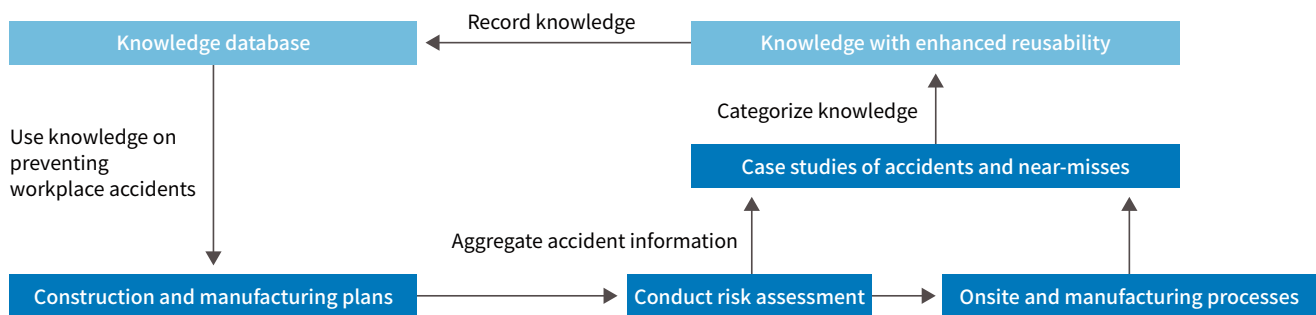 Record knowledge
Knowledge database
Knowledge with enhanced reusability
Categorize knowledge
Use knowledge on
preventing
workplace accidents
Case studies of accidents and near-misses
Aggregate accident information
Construction and manufacturing plans
Conduct risk assessment
Onsite and manufacturing processes